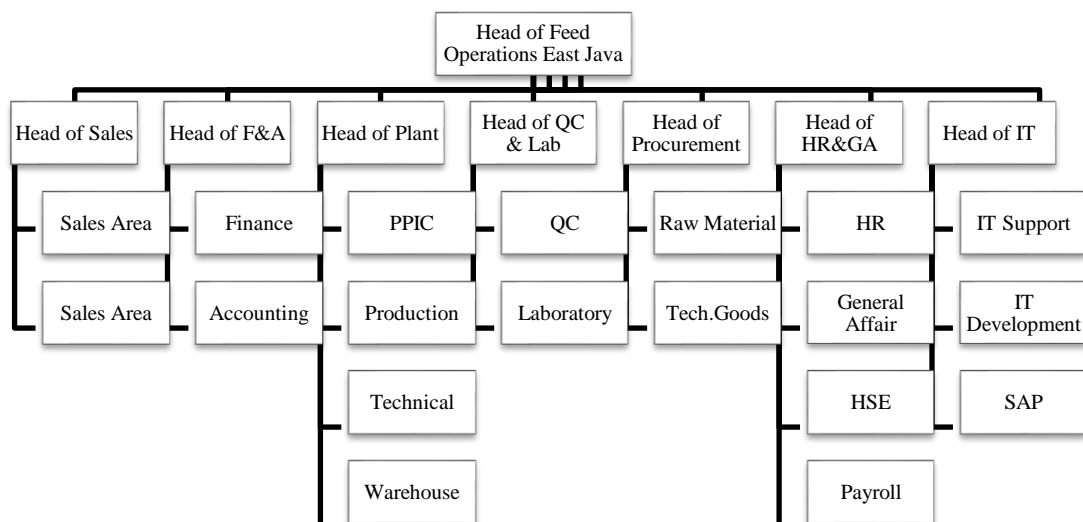 Head of Feed
Operations East Java
Head of Sales
Head of F&A
Head of Plant
Head of QC
& Lab
Head of
Procurement
Head of
HR&GA
Head of IT
Sales Area
Finance
PPIC
QC
Raw Material
HR
IT Support
Sales Area
Accounting
Production
Laboratory
Tech.Goods
General
Affair
IT
Development
Technical
HSE
SAP
Warehouse
Payroll